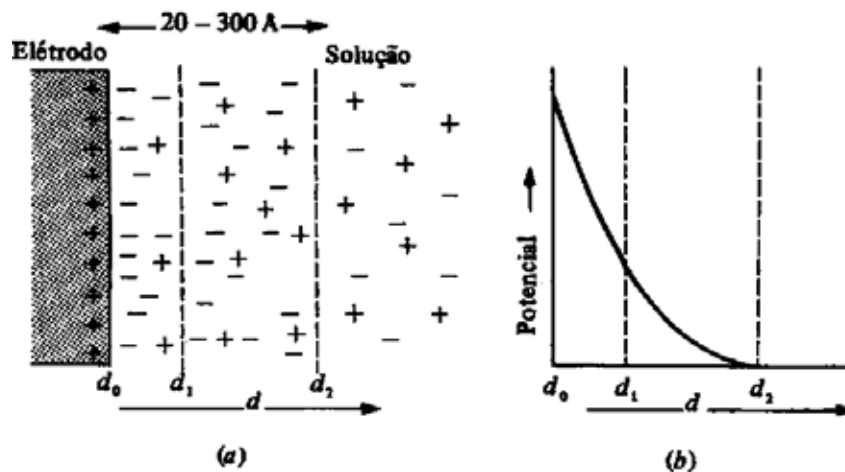 20 – 300 A
Elétrodo
Solução
d₀
d₁
d₂
d
(a)
Potencial
d₀
d₁
d
d₂
(b)